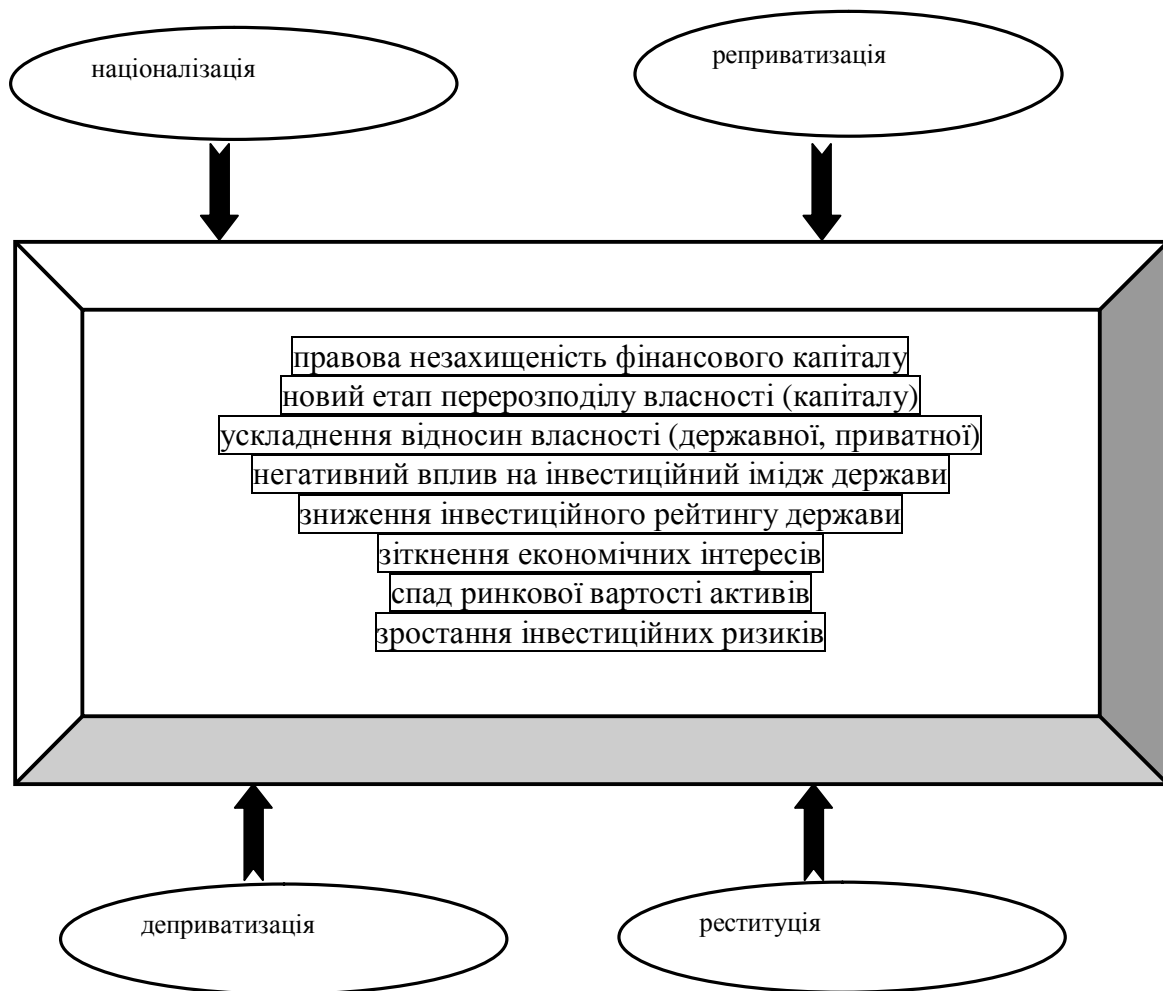 націоналізація
реприватизація
правова незахищеність фінансового капіталу
новий етап перерозподілу власності (капіталу)
ускладнення відносин власності (державної, приватної)
негативний вплив на інвестиційний імідж держави
зниження інвестиційного рейтингу держави
зіткнення економічних інтересів
спад ринкової вартості активів
зростання інвестиційних ризиків
деприватизація
реституція